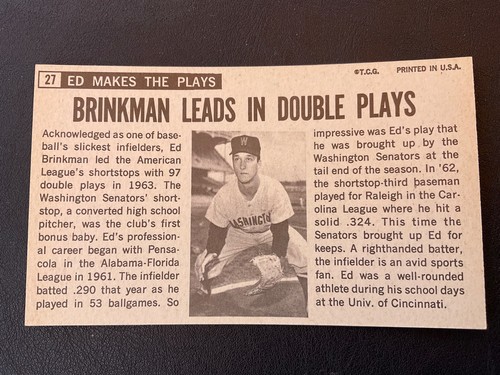 27 ED MAKES THE PLAYS
©T.C.G. PRINTED IN U.S.A.
BRINKMAN LEADS IN DOUBLE PLAYS
Acknowledged as one of base-
ball's slickest infielders, Ed
Brinkman led the American
League's shortstops with 97
double plays in 1963. The
Washington Senators' short-
stop, a converted high school
pitcher, was the club's first
bonus baby. Ed's profession-
al career began with Pensa-
cola in the Alabama-Florida
League in 1961. The infielder
batted .290 that year as he
played in 53 ballgames. So
W
WASHINGTON
impressive was Ed's play that
he was brought up by the
Washington Senators at the
tail end of the season. In '62,
the shortstop-third baseman
played for Raleigh in the Car-
olina League where he hit a
solid .324. This time the
Senators brought up Ed for
keeps. A righthanded batter,
the infielder is an avid sports
fan. Ed was a well-rounded
athlete during his school days
at the Univ. of Cincinnati.